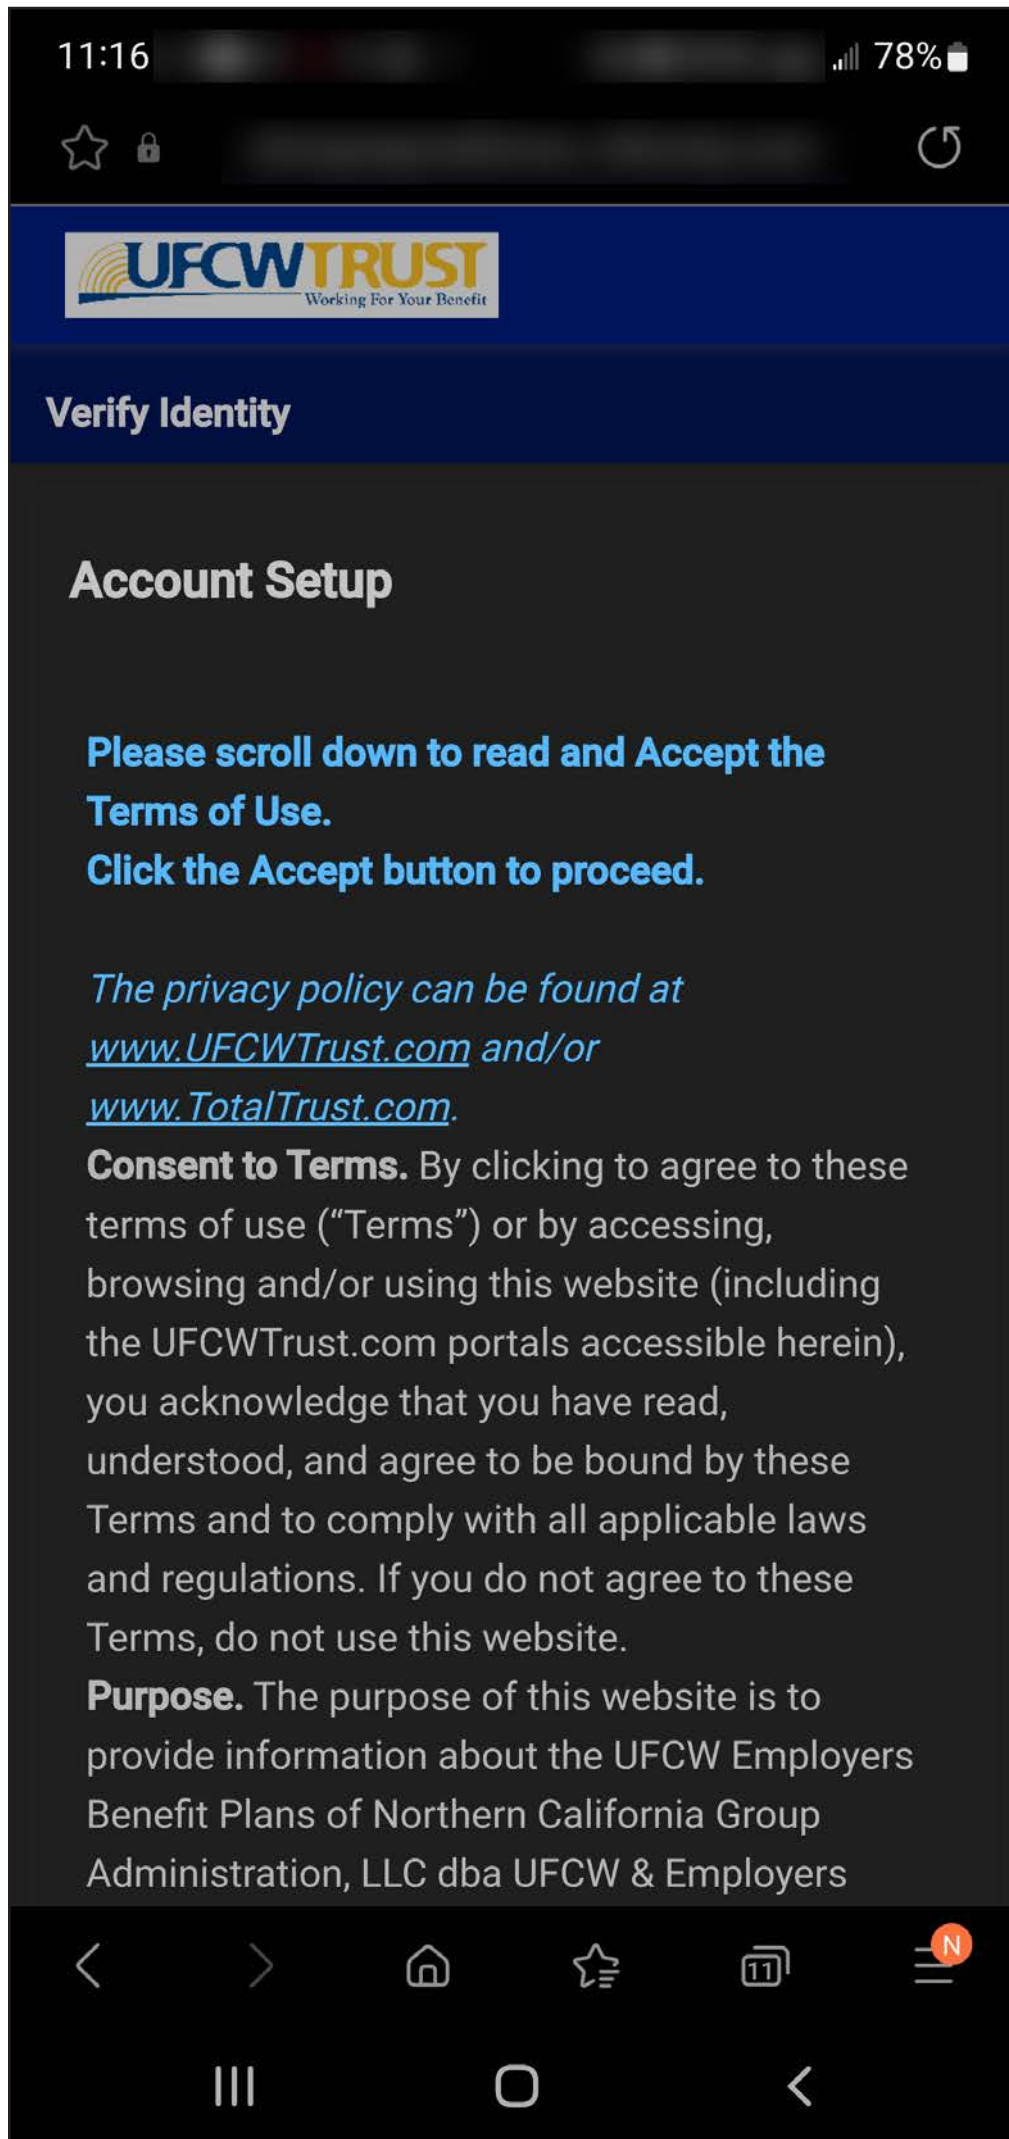 11:16
78%
UFCWTRUST
Working For Your Benefit
Verify Identity
Account Setup
Please scroll down to read and Accept the
Terms of Use.
Click the Accept button to proceed.
The privacy policy can be found at
www.UFCWTrust.com and/or
www.TotalTrust.com.
Consent to Terms. By clicking to agree to these
terms of use (“Terms”) or by accessing,
browsing and/or using this website (including
the UFCWTrust.com portals accessible herein),
you acknowledge that you have read,
understood, and agree to be bound by these
Terms and to comply with all applicable laws
and regulations. If you do not agree to these
Terms, do not use this website.
Purpose. The purpose of this website is to
provide information about the UFCW Employers
Benefit Plans of Northern California Group
Administration, LLC dba UFCW & Employers
11
N